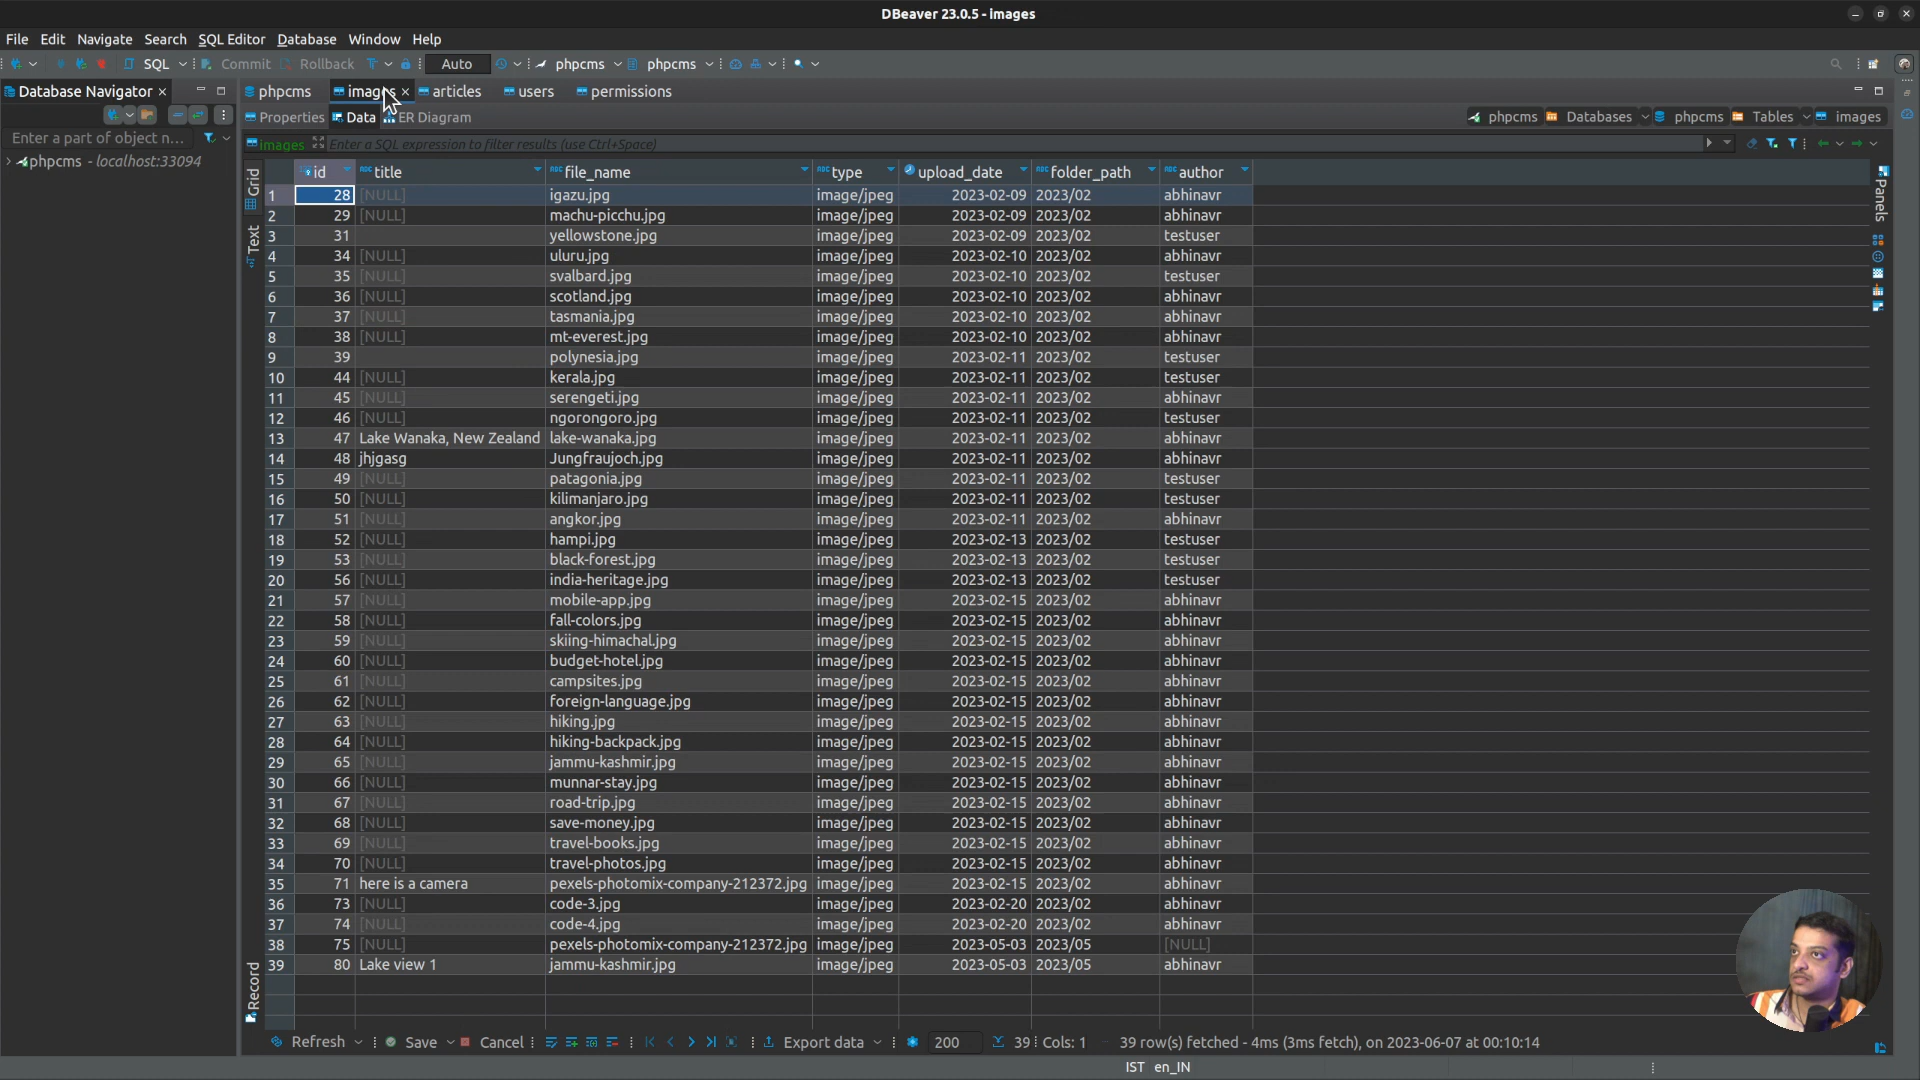 DBeaver 23.0.5 - images
File Edit Navigate Search SQL Editor Database Window Help
SQL Commit Rollback Auto phpcms phpcms
Database Navigator phpcms images articles users permissions
Properties Data ER Diagram phpcms Databases phpcms Tables images
Enter a part of object n... images Enter a SQL expression to filter results (use Ctrl+Space)
phpcms - localhost:33094
Grid
Text
Record
Panels
id title file_name type upload_date folder_path author
1 28 [NULL] igazu.jpg image/jpeg 2023-02-09 2023/02 abhinavr
2 29 [NULL] machu-picchu.jpg image/jpeg 2023-02-09 2023/02 abhinavr
3 31 yellowstone.jpg image/jpeg 2023-02-09 2023/02 testuser
4 34 [NULL] uluru.jpg image/jpeg 2023-02-10 2023/02 abhinavr
5 35 [NULL] svalbard.jpg image/jpeg 2023-02-10 2023/02 testuser
6 36 [NULL] scotland.jpg image/jpeg 2023-02-10 2023/02 abhinavr
7 37 [NULL] tasmania.jpg image/jpeg 2023-02-10 2023/02 abhinavr
8 38 [NULL] mt-everest.jpg image/jpeg 2023-02-10 2023/02 abhinavr
9 39 polynesia.jpg image/jpeg 2023-02-11 2023/02 testuser
10 44 [NULL] kerala.jpg image/jpeg 2023-02-11 2023/02 testuser
11 45 [NULL] serengeti.jpg image/jpeg 2023-02-11 2023/02 abhinavr
12 46 [NULL] ngorongoro.jpg image/jpeg 2023-02-11 2023/02 testuser
13 47 Lake Wanaka, New Zealand lake-wanaka.jpg image/jpeg 2023-02-11 2023/02 abhinavr
14 48 jhjgasg Jungfraujoch.jpg image/jpeg 2023-02-11 2023/02 abhinavr
15 49 [NULL] patagonia.jpg image/jpeg 2023-02-11 2023/02 testuser
16 50 [NULL] kilimanjaro.jpg image/jpeg 2023-02-11 2023/02 testuser
17 51 [NULL] angkor.jpg image/jpeg 2023-02-11 2023/02 abhinavr
18 52 [NULL] hampi.jpg image/jpeg 2023-02-13 2023/02 testuser
19 53 [NULL] black-forest.jpg image/jpeg 2023-02-13 2023/02 testuser
20 56 [NULL] india-heritage.jpg image/jpeg 2023-02-13 2023/02 testuser
21 57 [NULL] mobile-app.jpg image/jpeg 2023-02-15 2023/02 abhinavr
22 58 [NULL] fall-colors.jpg image/jpeg 2023-02-15 2023/02 abhinavr
23 59 [NULL] skiing-himachal.jpg image/jpeg 2023-02-15 2023/02 abhinavr
24 60 [NULL] budget-hotel.jpg image/jpeg 2023-02-15 2023/02 abhinavr
25 61 [NULL] campsites.jpg image/jpeg 2023-02-15 2023/02 abhinavr
26 62 [NULL] foreign-language.jpg image/jpeg 2023-02-15 2023/02 abhinavr
27 63 [NULL] hiking.jpg image/jpeg 2023-02-15 2023/02 abhinavr
28 64 [NULL] hiking-backpack.jpg image/jpeg 2023-02-15 2023/02 abhinavr
29 65 [NULL] jammu-kashmir.jpg image/jpeg 2023-02-15 2023/02 abhinavr
30 66 [NULL] munnar-stay.jpg image/jpeg 2023-02-15 2023/02 abhinavr
31 67 [NULL] road-trip.jpg image/jpeg 2023-02-15 2023/02 abhinavr
32 68 [NULL] save-money.jpg image/jpeg 2023-02-15 2023/02 abhinavr
33 69 [NULL] travel-books.jpg image/jpeg 2023-02-15 2023/02 abhinavr
34 70 [NULL] travel-photos.jpg image/jpeg 2023-02-15 2023/02 abhinavr
35 71 here is a camera pexels-photomix-company-212372.jpg image/jpeg 2023-02-15 2023/02 abhinavr
36 73 [NULL] code-3.jpg image/jpeg 2023-02-20 2023/02 abhinavr
37 74 [NULL] code-4.jpg image/jpeg 2023-02-20 2023/02 abhinavr
38 75 [NULL] pexels-photomix-company-212372.jpg image/jpeg 2023-05-03 2023/05 [NULL]
39 80 Lake view 1 jammu-kashmir.jpg image/jpeg 2023-05-03 2023/05 abhinavr
Refresh Save Cancel Export data 200 39 Cols: 1 39 row(s) fetched - 4ms (3ms fetch), on 2023-06-07 at 00:10:14
IST en_IN